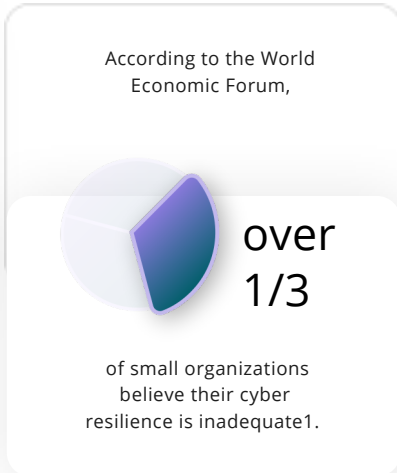 According to the World
Economic Forum,
over
1/3
of small organizations
believe their cyber
resilience is inadequate1.